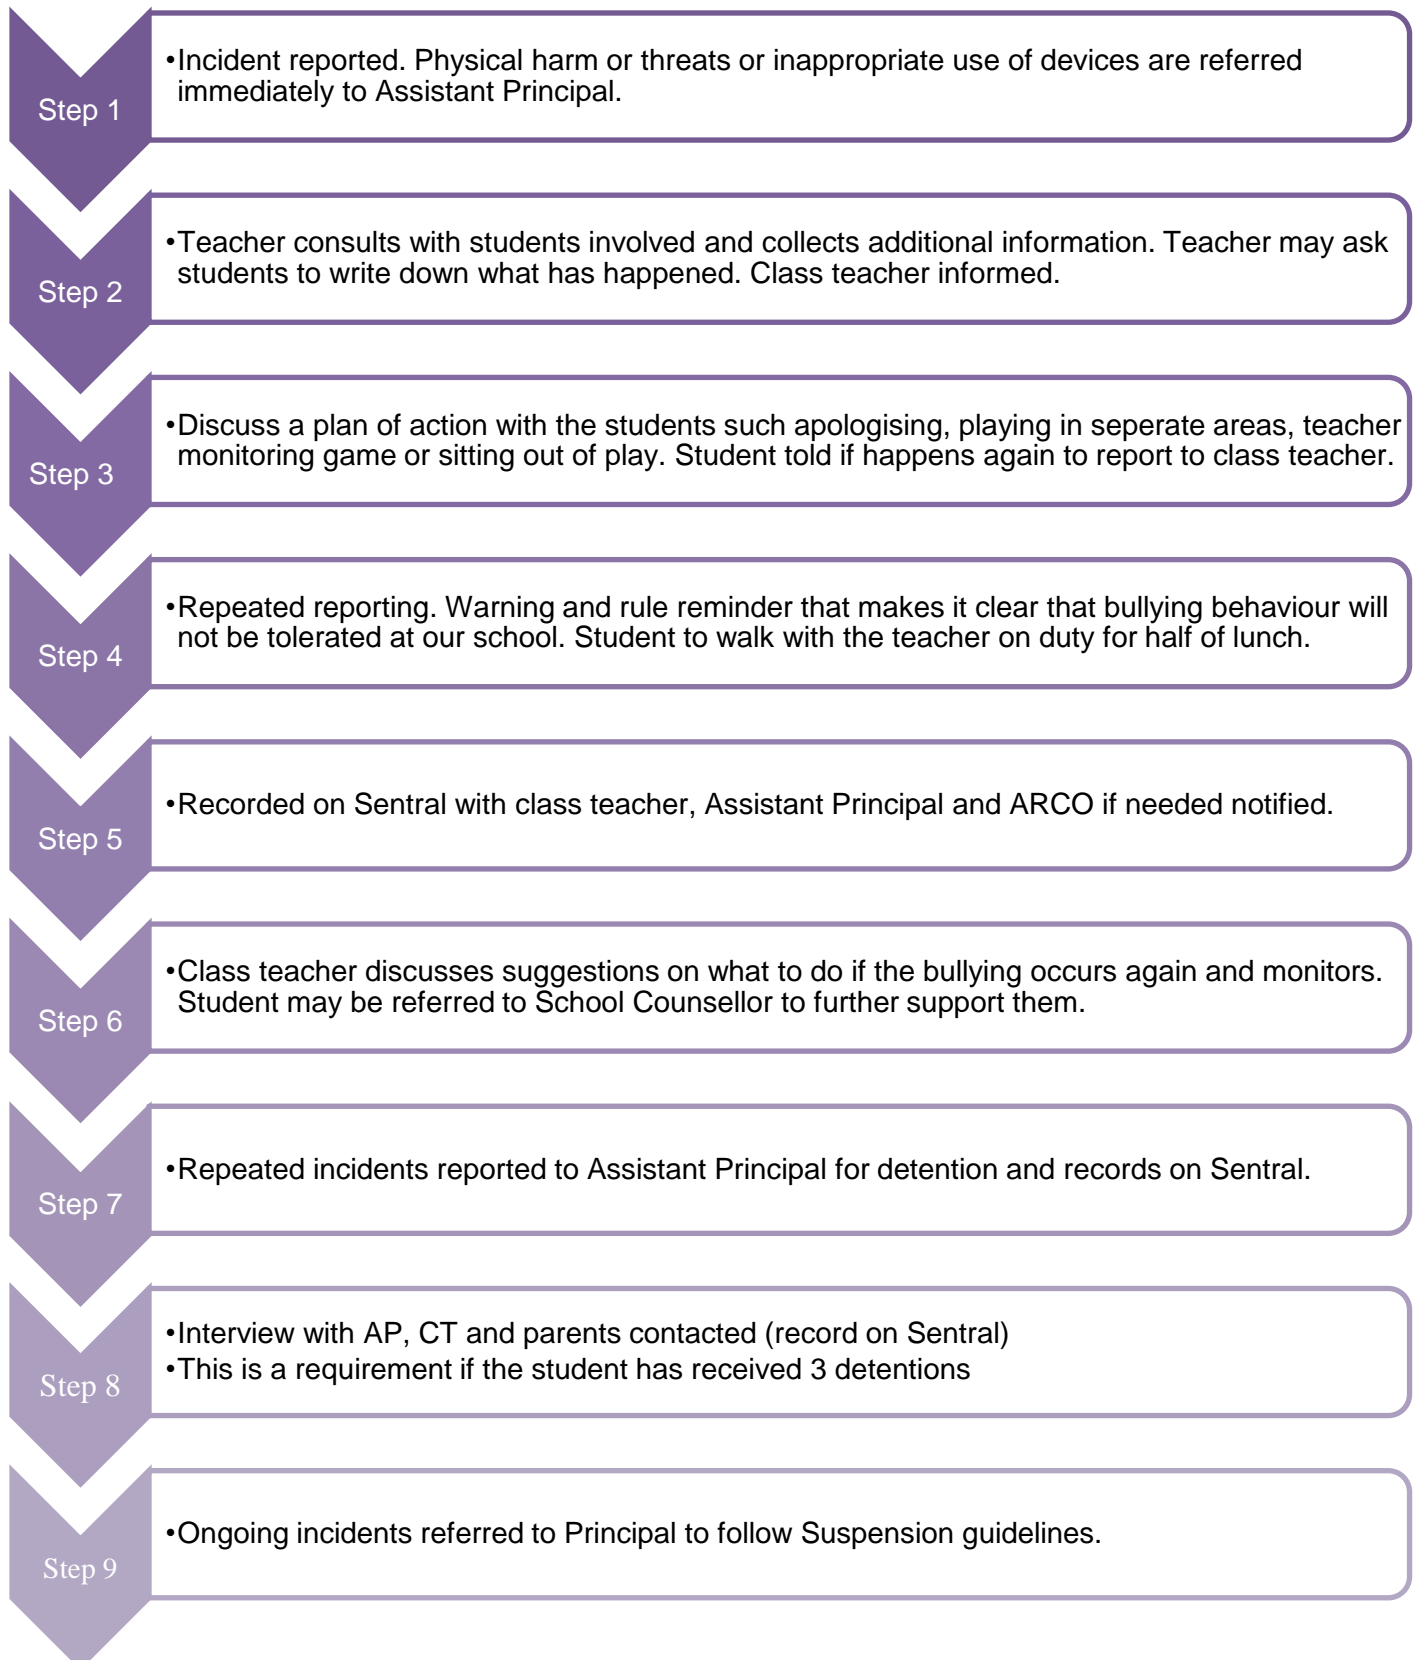 Step 1
•Incident reported. Physical harm or threats or inappropriate use of devices are referred
immediately to Assistant Principal.
Step 2
•Teacher consults with students involved and collects additional information. Teacher may ask
students to write down what has happened. Class teacher informed.
Step 3
•Discuss a plan of action with the students such apologising, playing in seperate areas, teacher
monitoring game or sitting out of play. Student told if happens again to report to class teacher.
Step 4
•Repeated reporting. Warning and rule reminder that makes it clear that bullying behaviour will
not be tolerated at our school. Student to walk with the teacher on duty for half of lunch.
Step 5
•Recorded on Sentral with class teacher, Assistant Principal and ARCO if needed notified.
Step 6
•Class teacher discusses suggestions on what to do if the bullying occurs again and monitors.
Student may be referred to School Counsellor to further support them.
Step 7
•Repeated incidents reported to Assistant Principal for detention and records on Sentral.
Step 8
•Interview with AP, CT and parents contacted (record on Sentral)
•This is a requirement if the student has received 3 detentions
Step 9
•Ongoing incidents referred to Principal to follow Suspension guidelines.